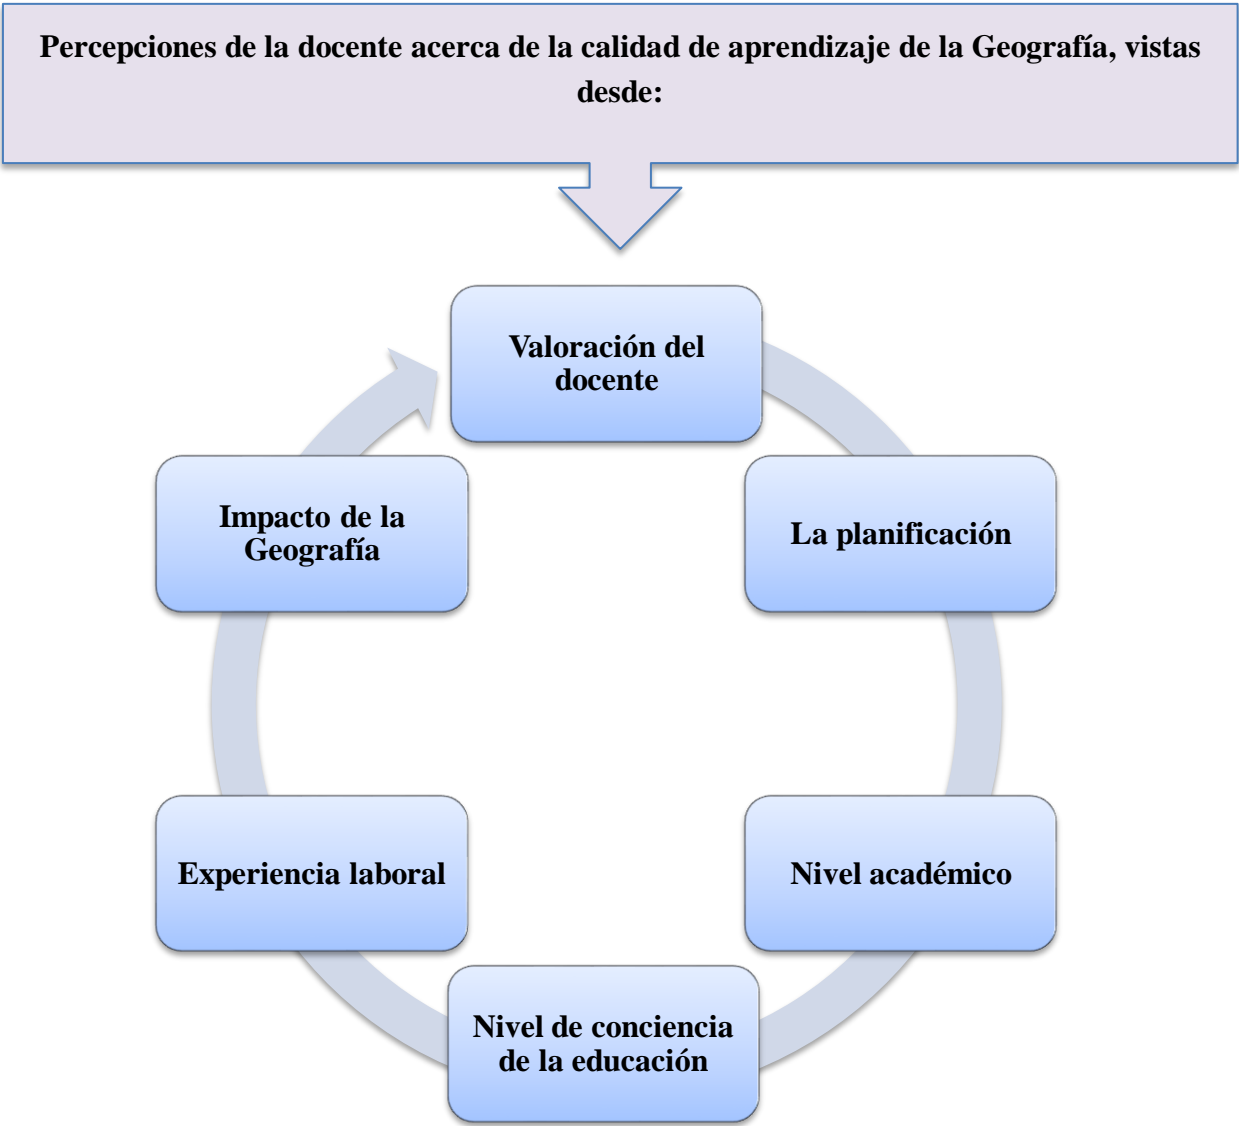 Percepciones de la docente acerca de la calidad de aprendizaje de la Geografía, vistas
desde:
Valoración del
docente
La planificación
Nivel académico
Nivel de conciencia
de la educación
Experiencia laboral
Impacto de la
Geografía